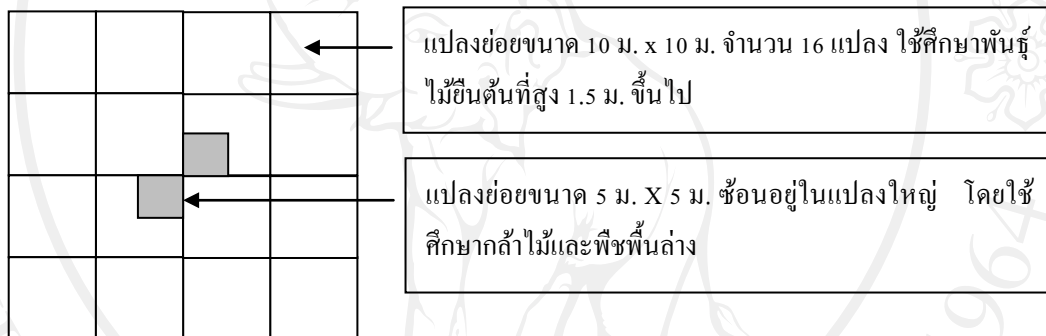 แปลงย่อยขนาด 10 ม. x 10 ม. จำนวน 16 แปลง ใช้ศึกษาพันธุ์
ไม้ยืนต้นที่สูง 1.5 ม. ขึ้นไป
แปลงย่อยขนาด 5 ม. X 5 ม. ซ้อนอยู่ในแปลงใหญ่ โดยใช้
ศึกษากล้าไม้และพืชพื้นล่าง
964